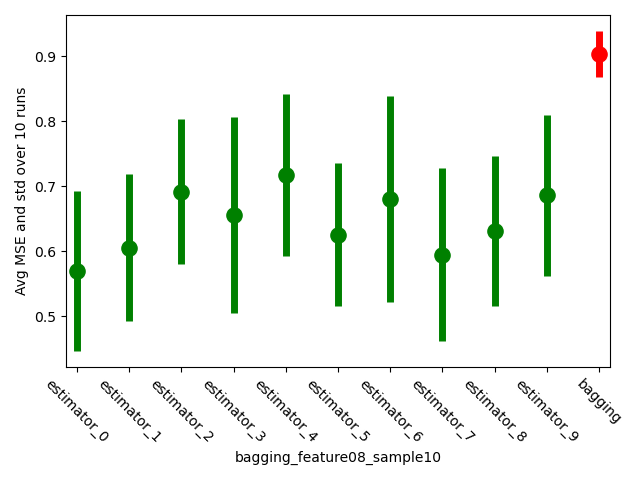 0.9
0.8
0.7
0.6
0.5
Avg MSE and std over 10 runs
estimator_0
estimator_1
estimator_2
estimator_3
estimator_4
estimator_5
estimator_6
estimator_7
estimator_8
estimator_9
bagging
bagging_feature08_sample10